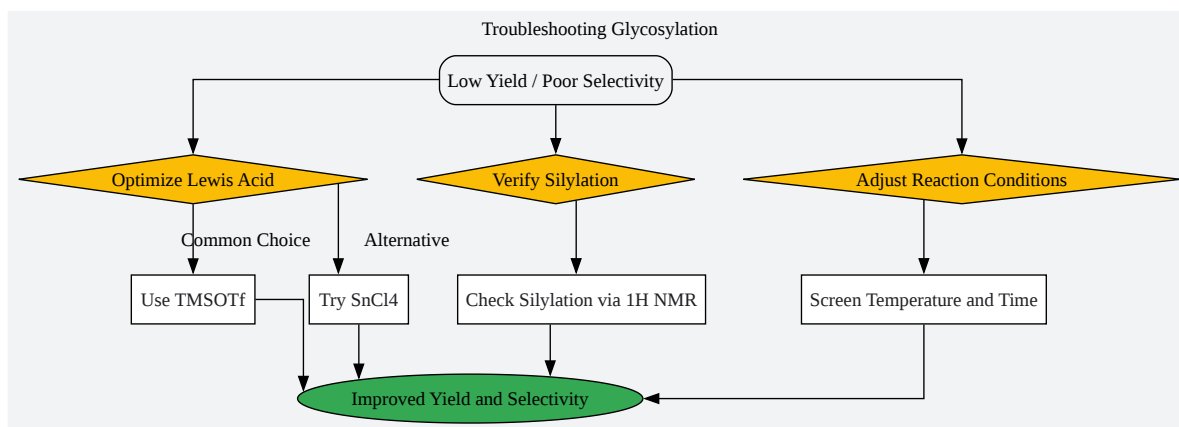 Troubleshooting Glycosylation
Low Yield / Poor Selectivity
Optimize Lewis Acid
Verify Silylation
Adjust Reaction Conditions
Common Choice
Alternative
Use TMSOTf
Try SnCl4
Check Silylation via 1H NMR
Screen Temperature and Time
Improved Yield and Selectivity